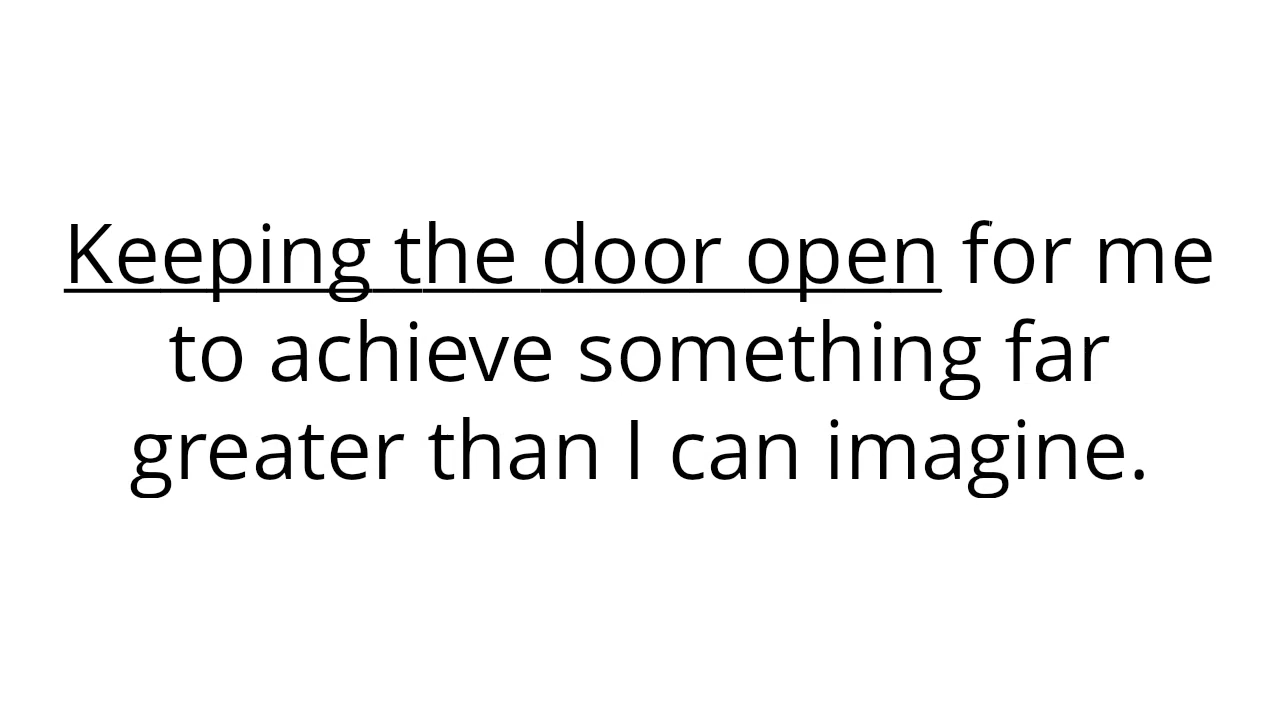 Keeping the door open for me
to achieve something far
greater than I can imagine.